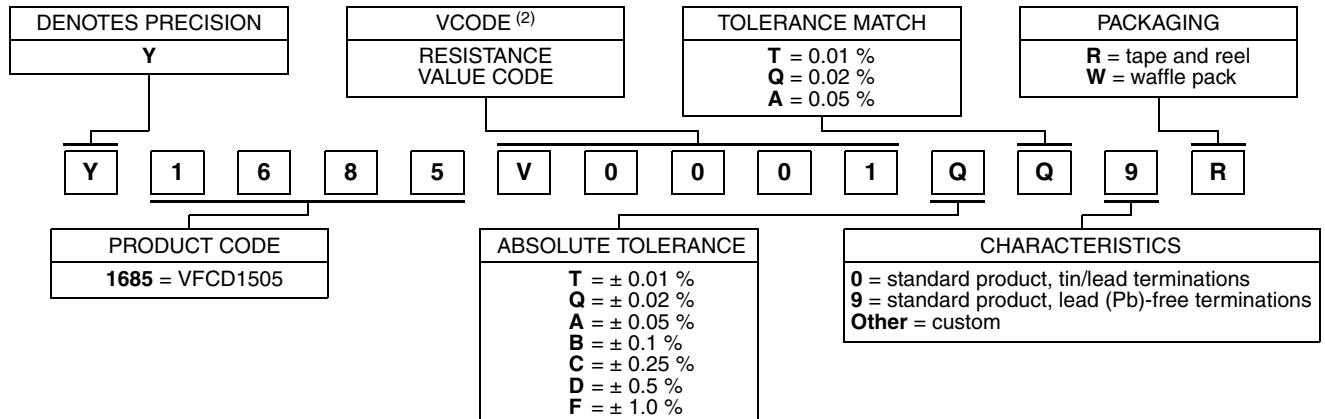 DENOTES PRECISION
Y
VCODE (2)
RESISTANCE
VALUE CODE
TOLERANCE MATCH
T = 0.01 %
Q = 0.02 %
A = 0.05 %
PACKAGING
R = tape and reel
W = waffle pack
Y 1 6 8 5 V 0 0 0 1 Q Q 9 R
PRODUCT CODE
1685 = VFCD1505
ABSOLUTE TOLERANCE
T = ± 0.01 %
Q = ± 0.02 %
A = ± 0.05 %
B = ± 0.1 %
C = ± 0.25 %
D = ± 0.5 %
F = ± 1.0 %
CHARACTERISTICS
0 = standard product, tin/lead terminations
9 = standard product, lead (Pb)-free terminations
Other = custom